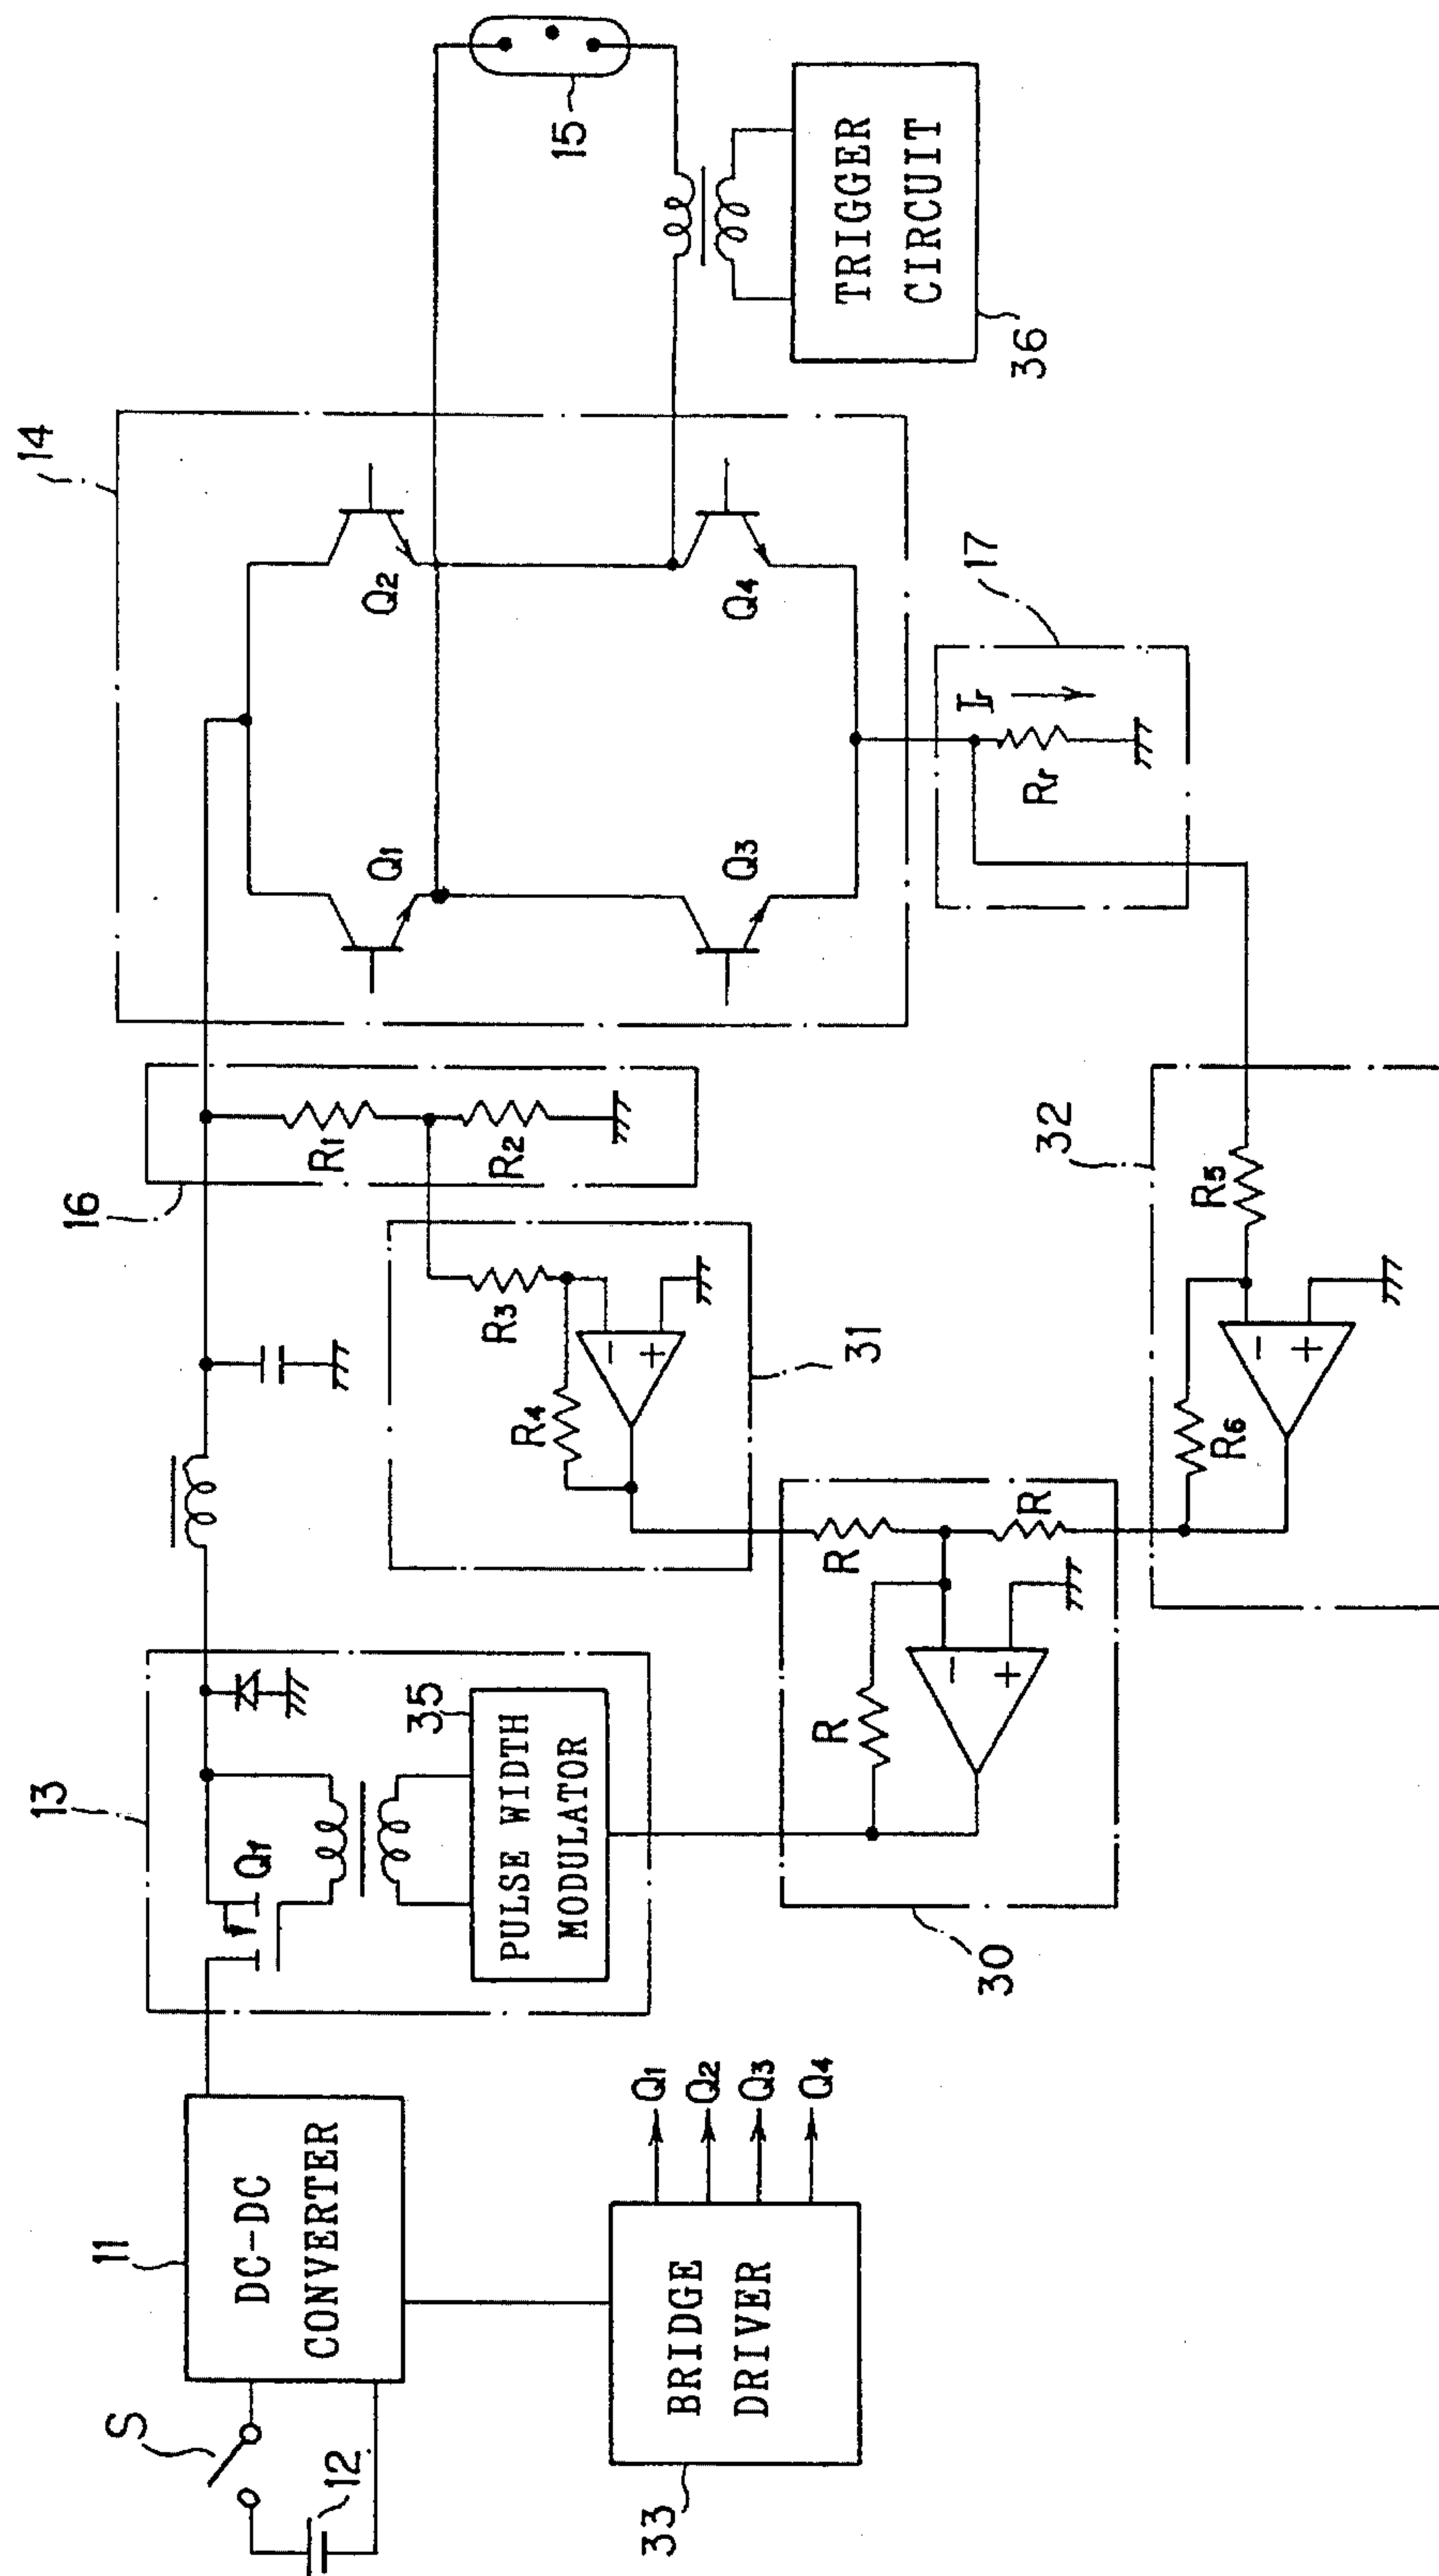 S
12
11
DC-DC
CONVERTER
33
BRIDGE
DRIVER
Q1
Q2
Q3
Q4
13
35
PULSE WIDTH
MODULATOR
30
R
R
R
-
+
16
R1
R2
31
R3
R4
-
+
32
R5
R6
-
+
14
Q1
Q2
Q3
Q4
17
Rr
15
36
TRIGGER
CIRCUIT